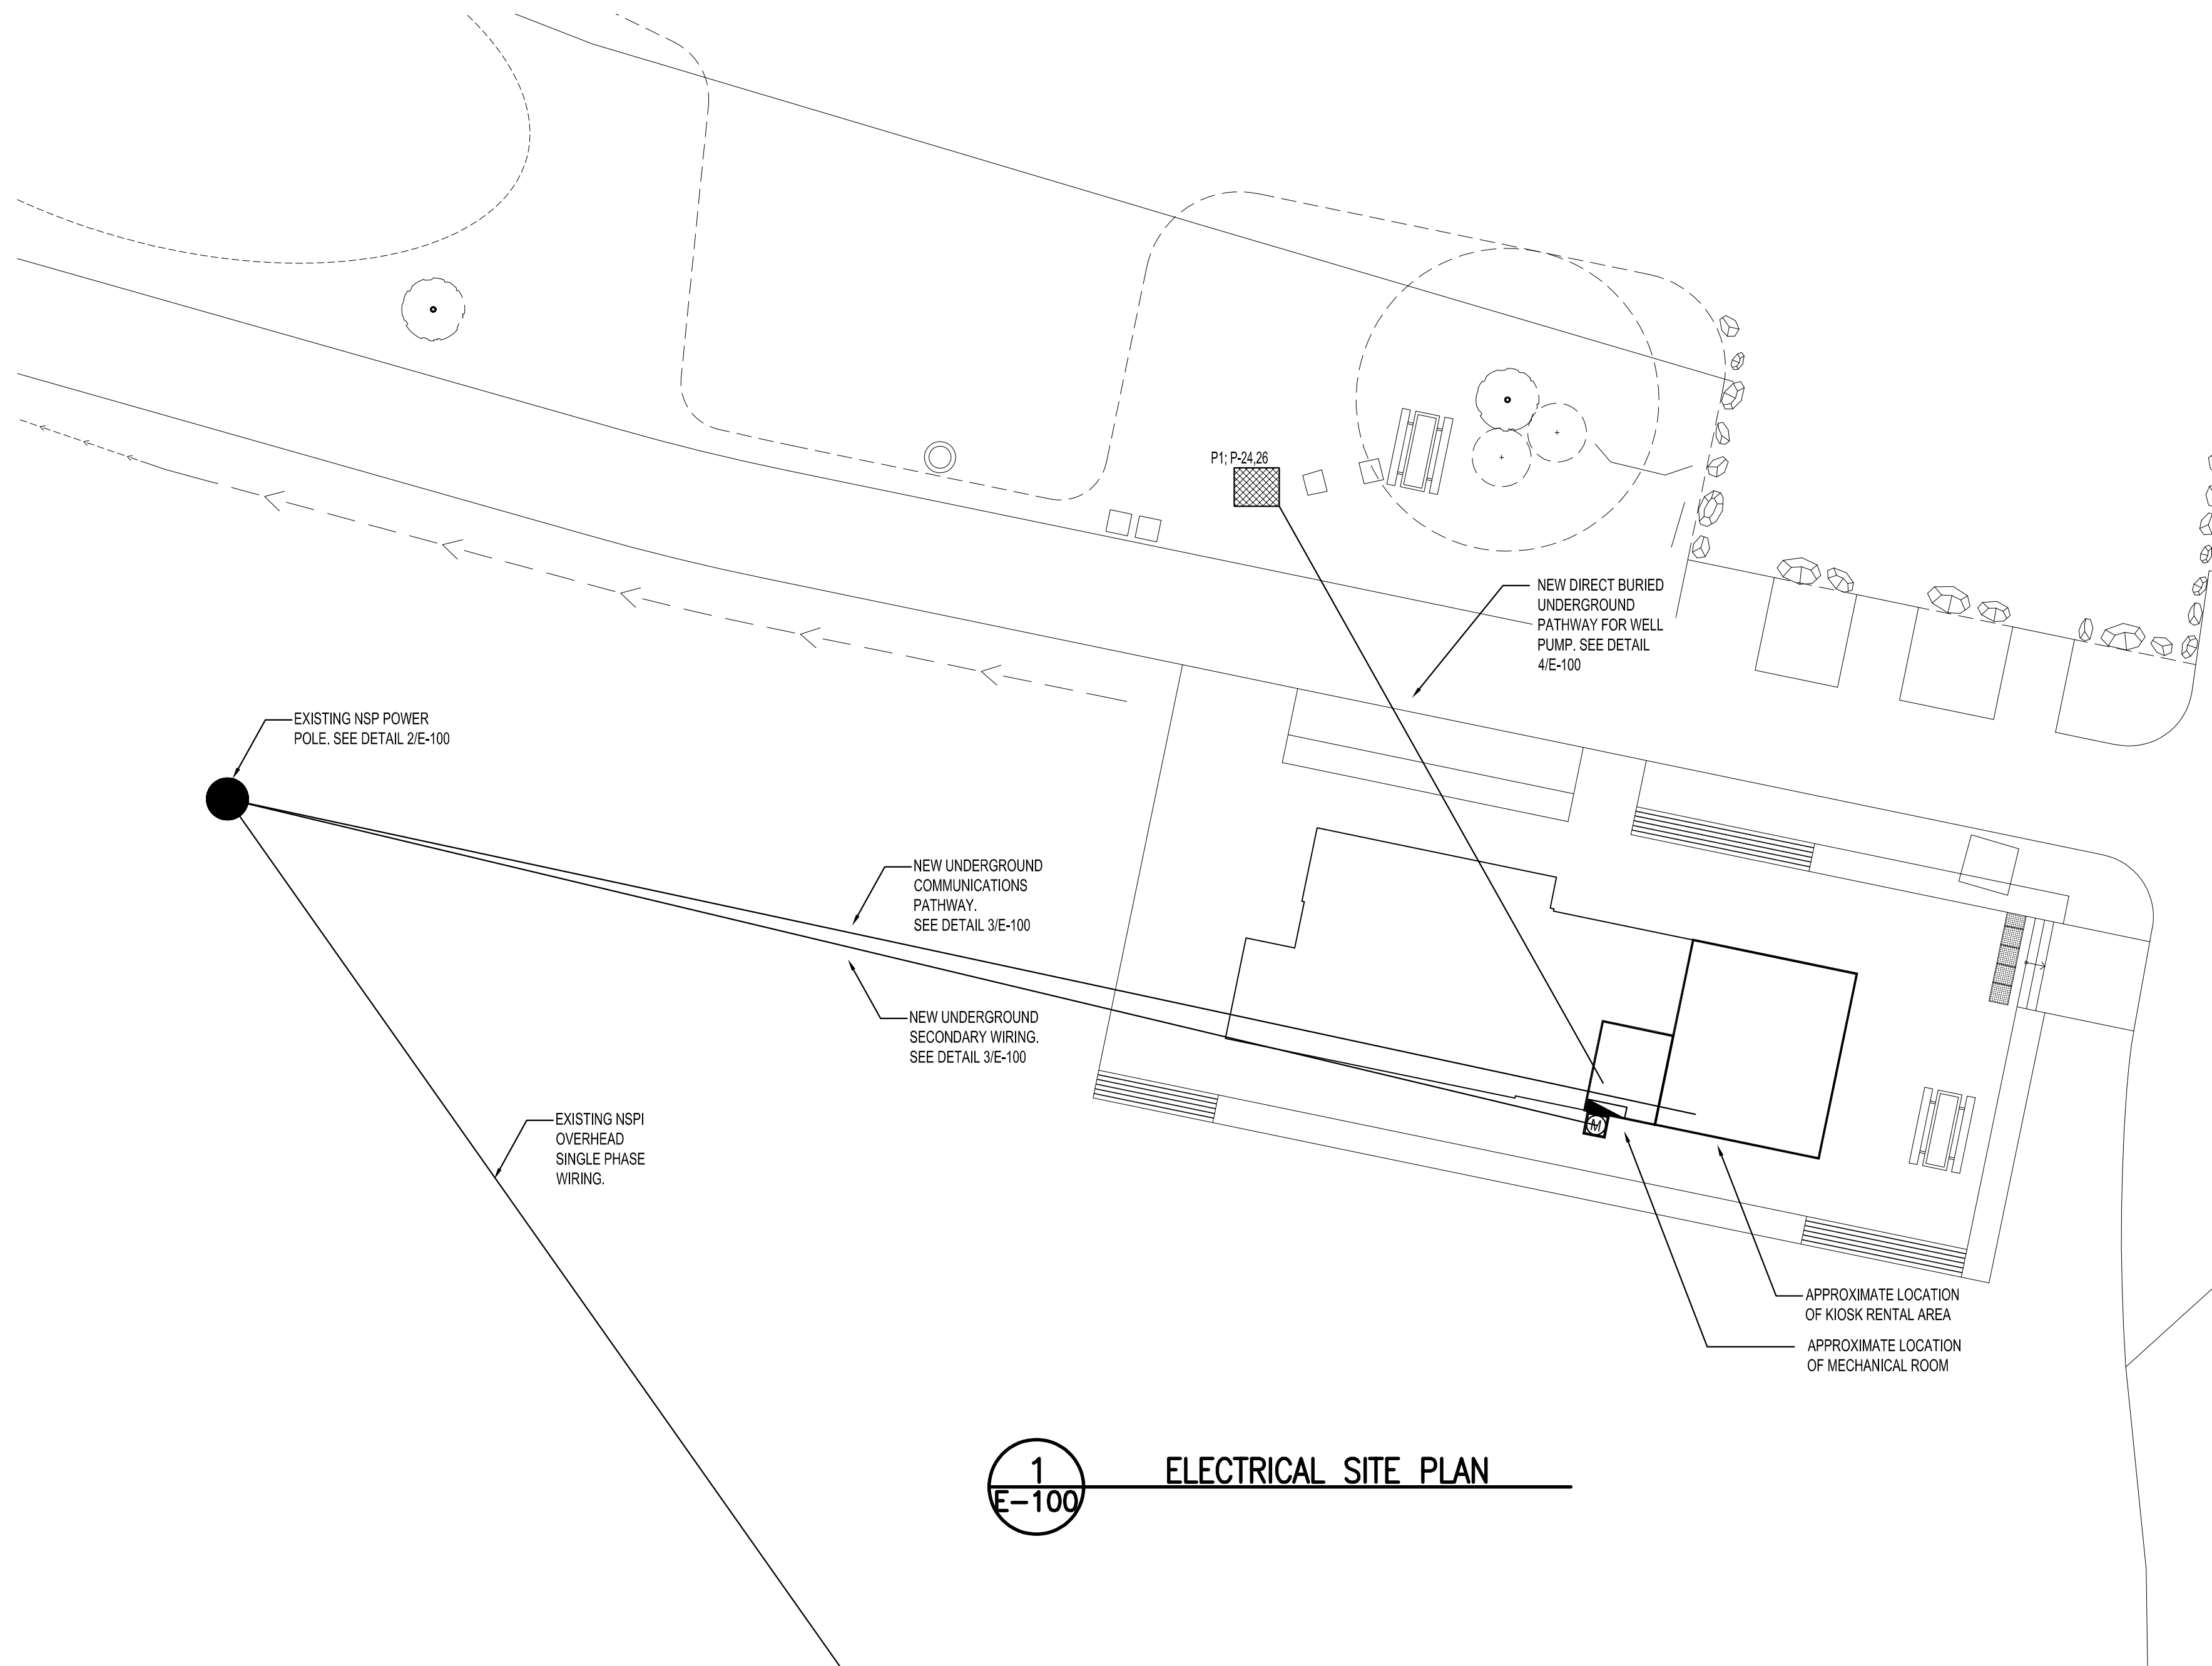 P1; P-24,26
NEW DIRECT BURIED
UNDERGROUND
PATHWAY FOR WELL
PUMP. SEE DETAIL
4/E-100
EXISTING NSP POWER
POLE. SEE DETAIL 2/E-100
NEW UNDERGROUND
COMMUNICATIONS
PATHWAY.
SEE DETAIL 3/E-100
NEW UNDERGROUND
SECONDARY WIRING.
SEE DETAIL 3/E-100
EXISTING NSPI
OVERHEAD
SINGLE PHASE
WIRING.
M
APPROXIMATE LOCATION
OF KIOSK RENTAL AREA
APPROXIMATE LOCATION
OF MECHANICAL ROOM
1
E-100
ELECTRICAL SITE PLAN